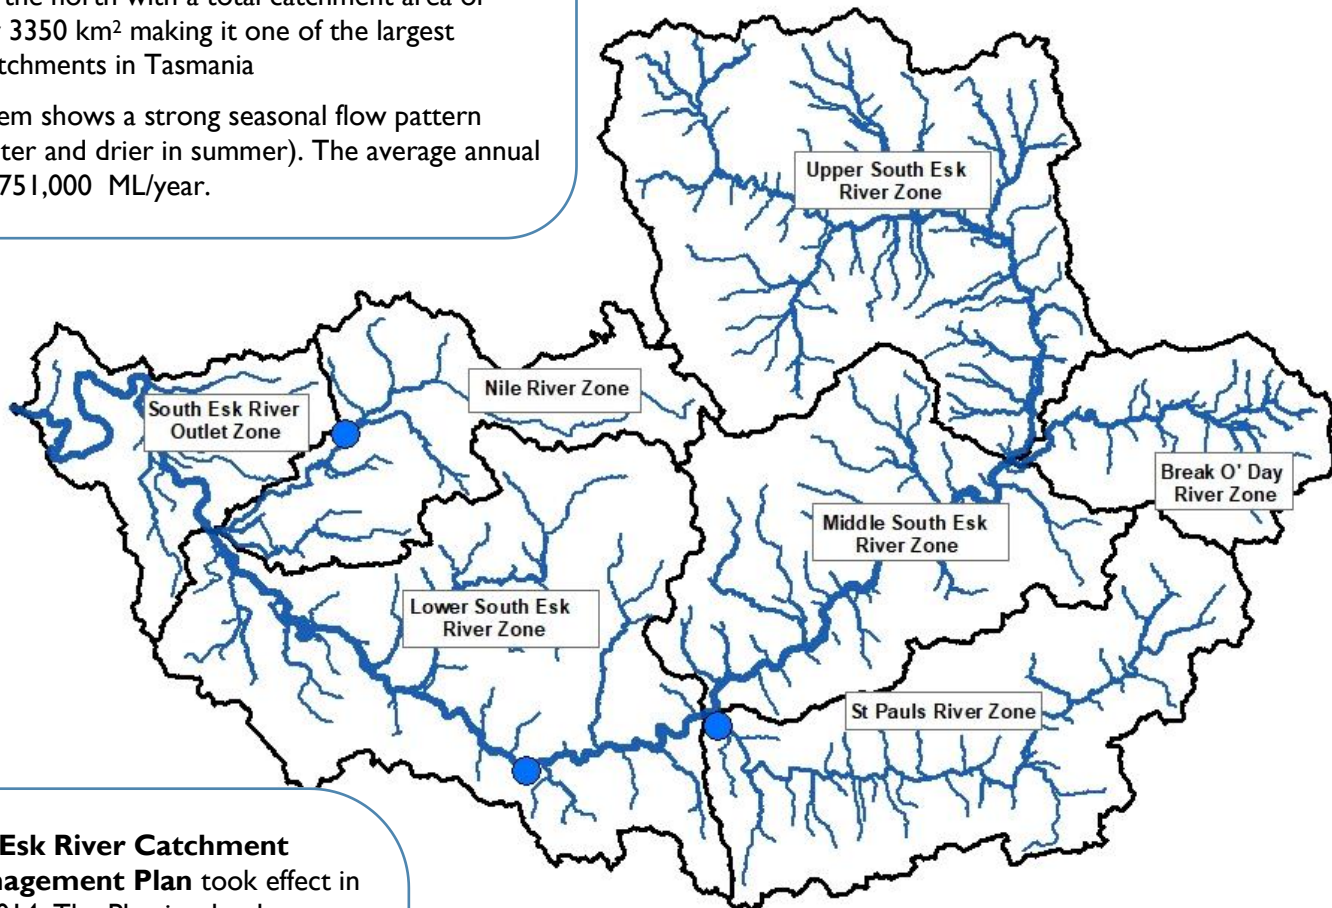 the north with a total catchment area of
3350 km² making it one of the largest
tchments in Tasmania
em shows a strong seasonal flow pattern
ter and drier in summer). The average annual
751,000 ML/year.
Upper South Esk
River Zone
Nile River Zone
South Esk River
Outlet Zone
Break O' Day
River Zone
Middle South Esk
River Zone
Lower South Esk
River Zone
St Pauls River Zone
Esk River Catchment
nagement Plan took effect in